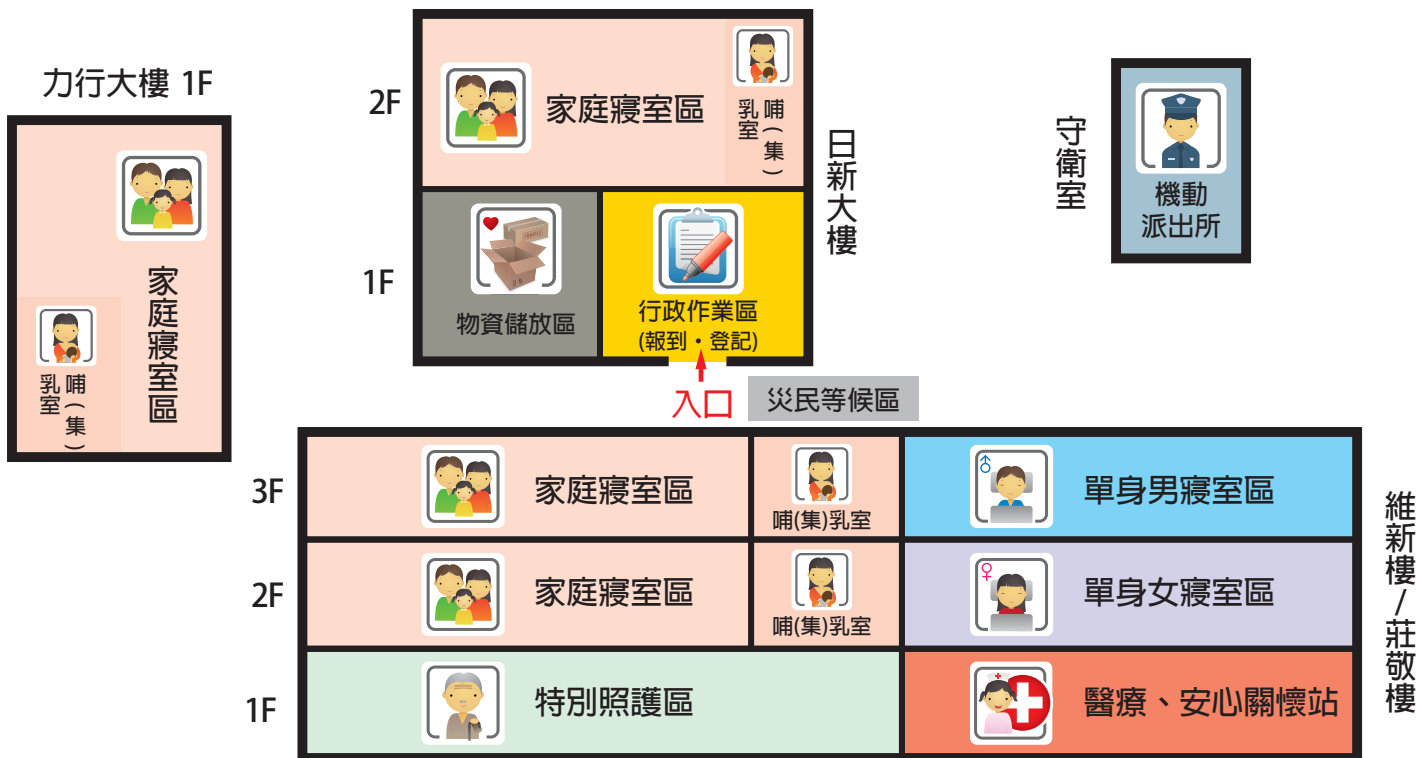 力行大樓 1F
家庭寢室區
哺(集)
乳室
2F
家庭寢室區
哺(集)
乳室
1F
物資儲放區
行政作業區
(報到・登記)
日新大樓
入口
災民等候區
守衛室
機動
派出所
3F
家庭寢室區
哺(集)乳室
單身男寢室區
2F
家庭寢室區
哺(集)乳室
單身女寢室區
1F
特別照護區
醫療、安心關懷站
維新樓/莊敬樓